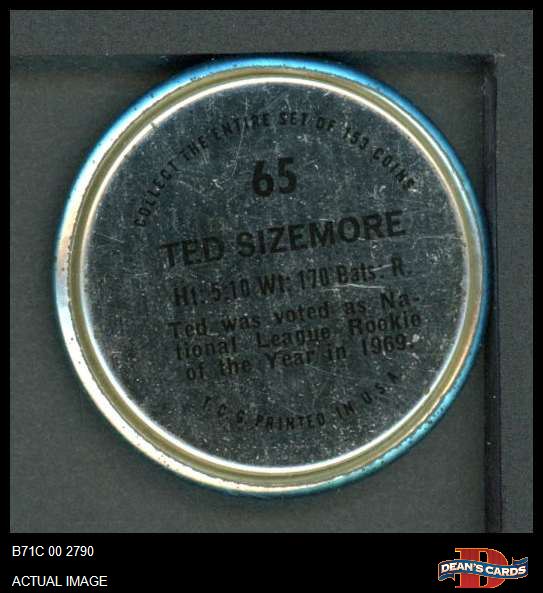 COLLECT THE ENTIRE SET OF 153 COINS
65
TED SIZEMORE
Ht: 5-10 Wt: 170 Bats- R.
Ted was voted as Na-
tional League Rookie
of the Year in 1969.
T.C.G. PRINTED IN U.S.A.
B71C 00 2790
ACTUAL IMAGE
DEAN'S CARDS